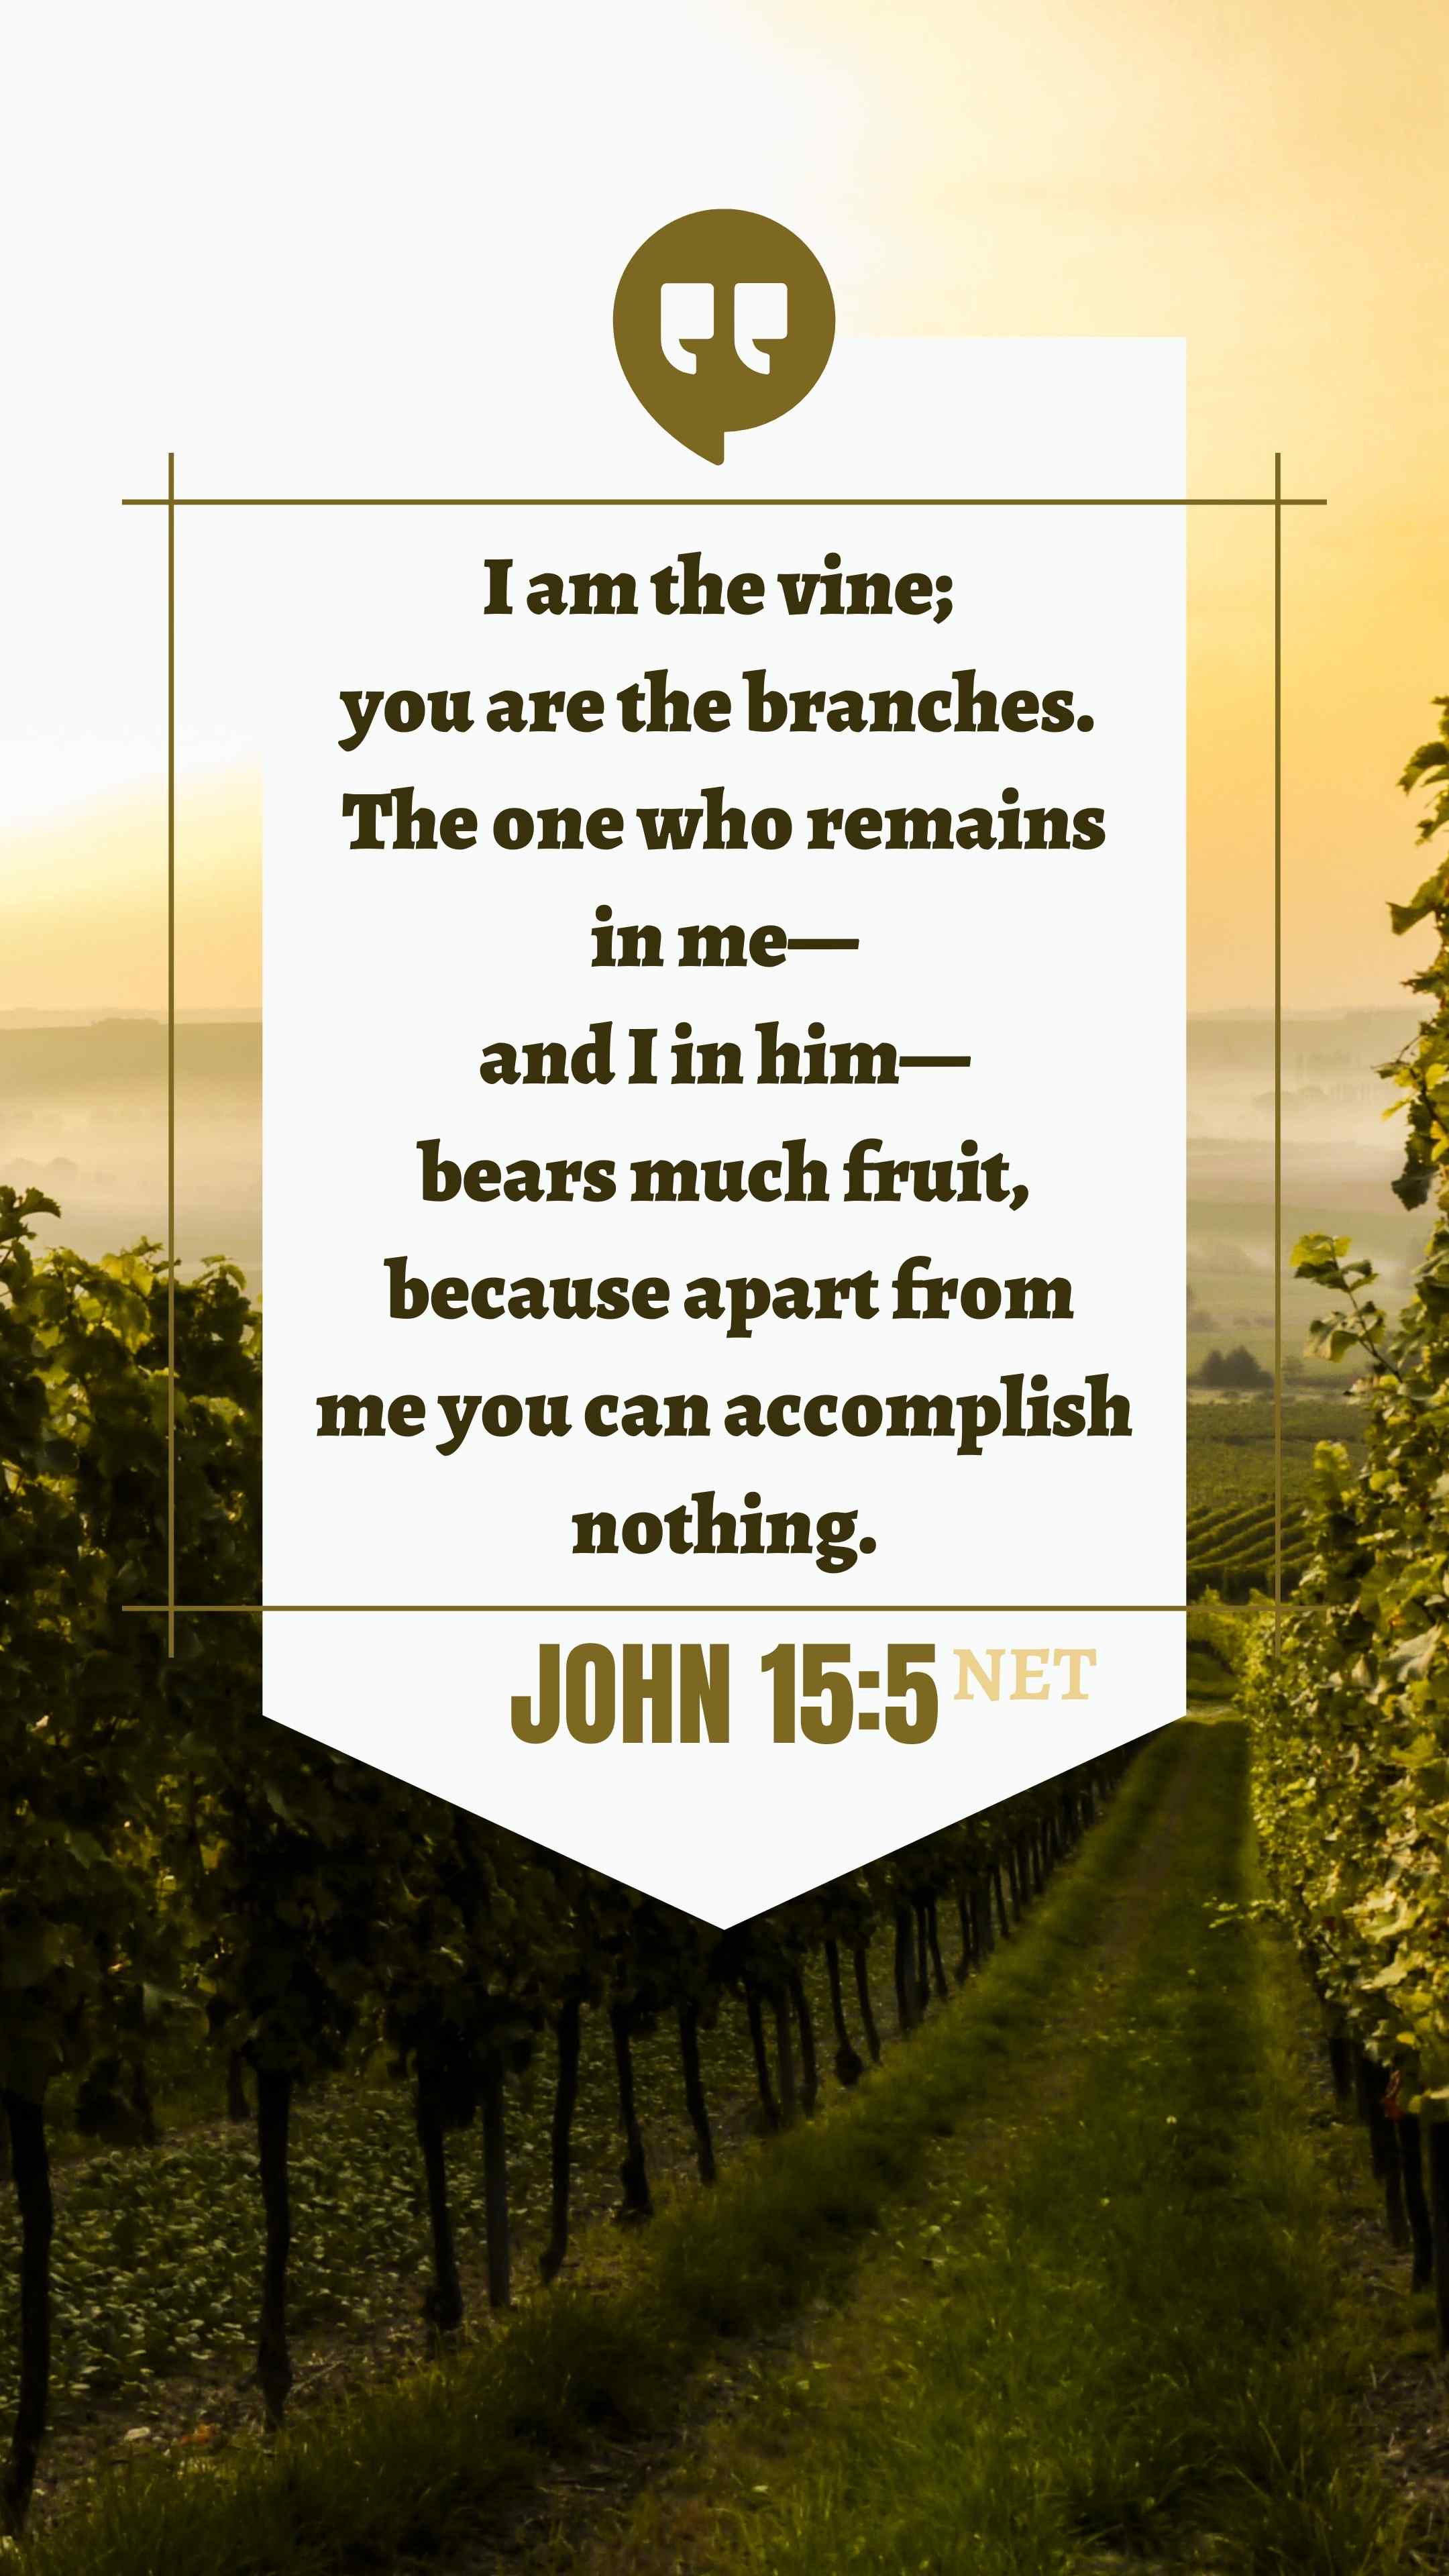 I am the vine;
you are the branches.
The one who remains
in me—
and I in him—
bears much fruit,
because apart from
me you can accomplish
nothing.
JOHN 15:5 NET